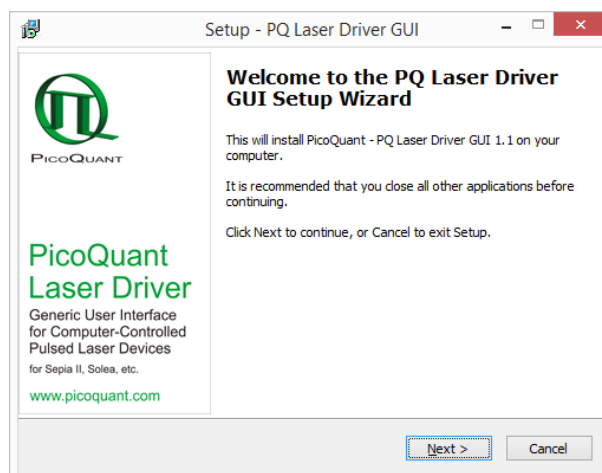 Setup - PQ Laser Driver GUI
PICOQUANT
PicoQuant
Laser Driver
Generic User Interface
for Computer-Controlled
Pulsed Laser Devices
for Sepia II, Solea, etc.
www.picoquant.com
Welcome to the PQ Laser Driver
GUI Setup Wizard
This will install PicoQuant - PQ Laser Driver GUI 1.1 on your
computer.
It is recommended that you close all other applications before
continuing.
Click Next to continue, or Cancel to exit Setup.
Next >
Cancel